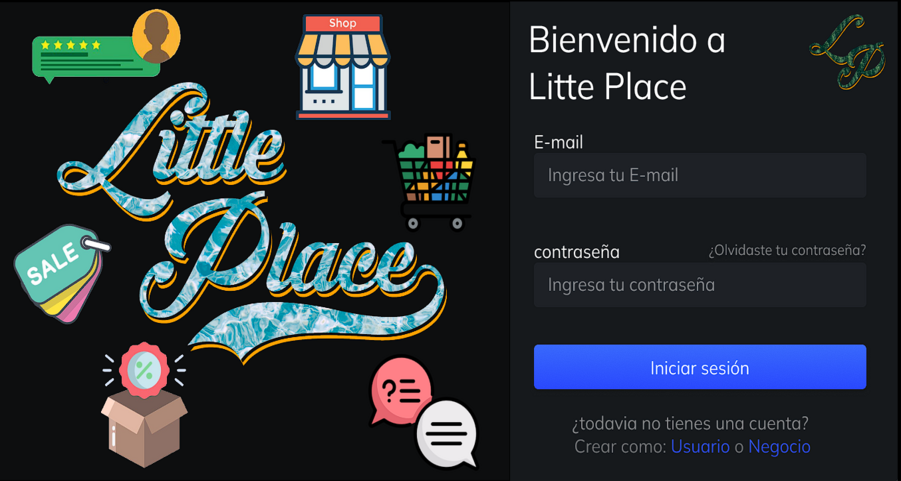 Shop
Little
Place
SALE
%
?
Bienvenido a
Litte Place
LP
E-mail
Ingresa tu E-mail
contraseña
¿Olvidaste tu contraseña?
Ingresa tu contraseña
Iniciar sesión
¿todavia no tienes una cuenta?
Crear como: Usuario o Negocio